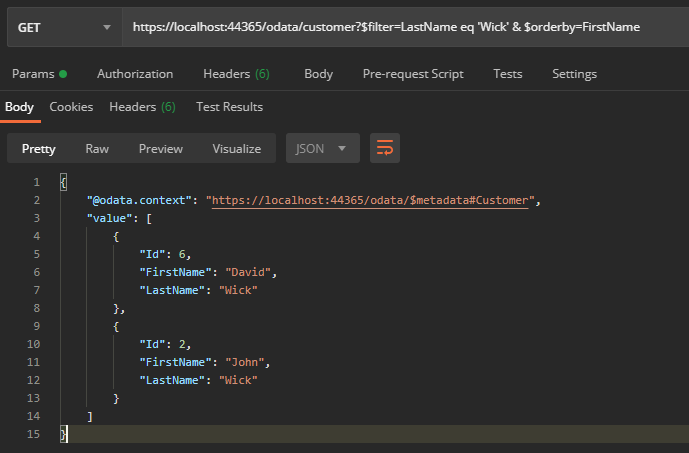 GET https://localhost:44365/odata/customer?$filter=LastName eq 'Wick' & $orderby=FirstName
Params Authorization Headers (6) Body Pre-request Script Tests Settings
Body Cookies Headers (6) Test Results
Pretty Raw Preview Visualize JSON
1 {
2 "@odata.context": "https://localhost:44365/odata/$metadata#Customer",
3 "value": [
4 {
5 "Id": 6,
6 "FirstName": "David",
7 "LastName": "Wick"
8 },
9 {
10 "Id": 2,
11 "FirstName": "John",
12 "LastName": "Wick"
13 }
14 ]
15 }